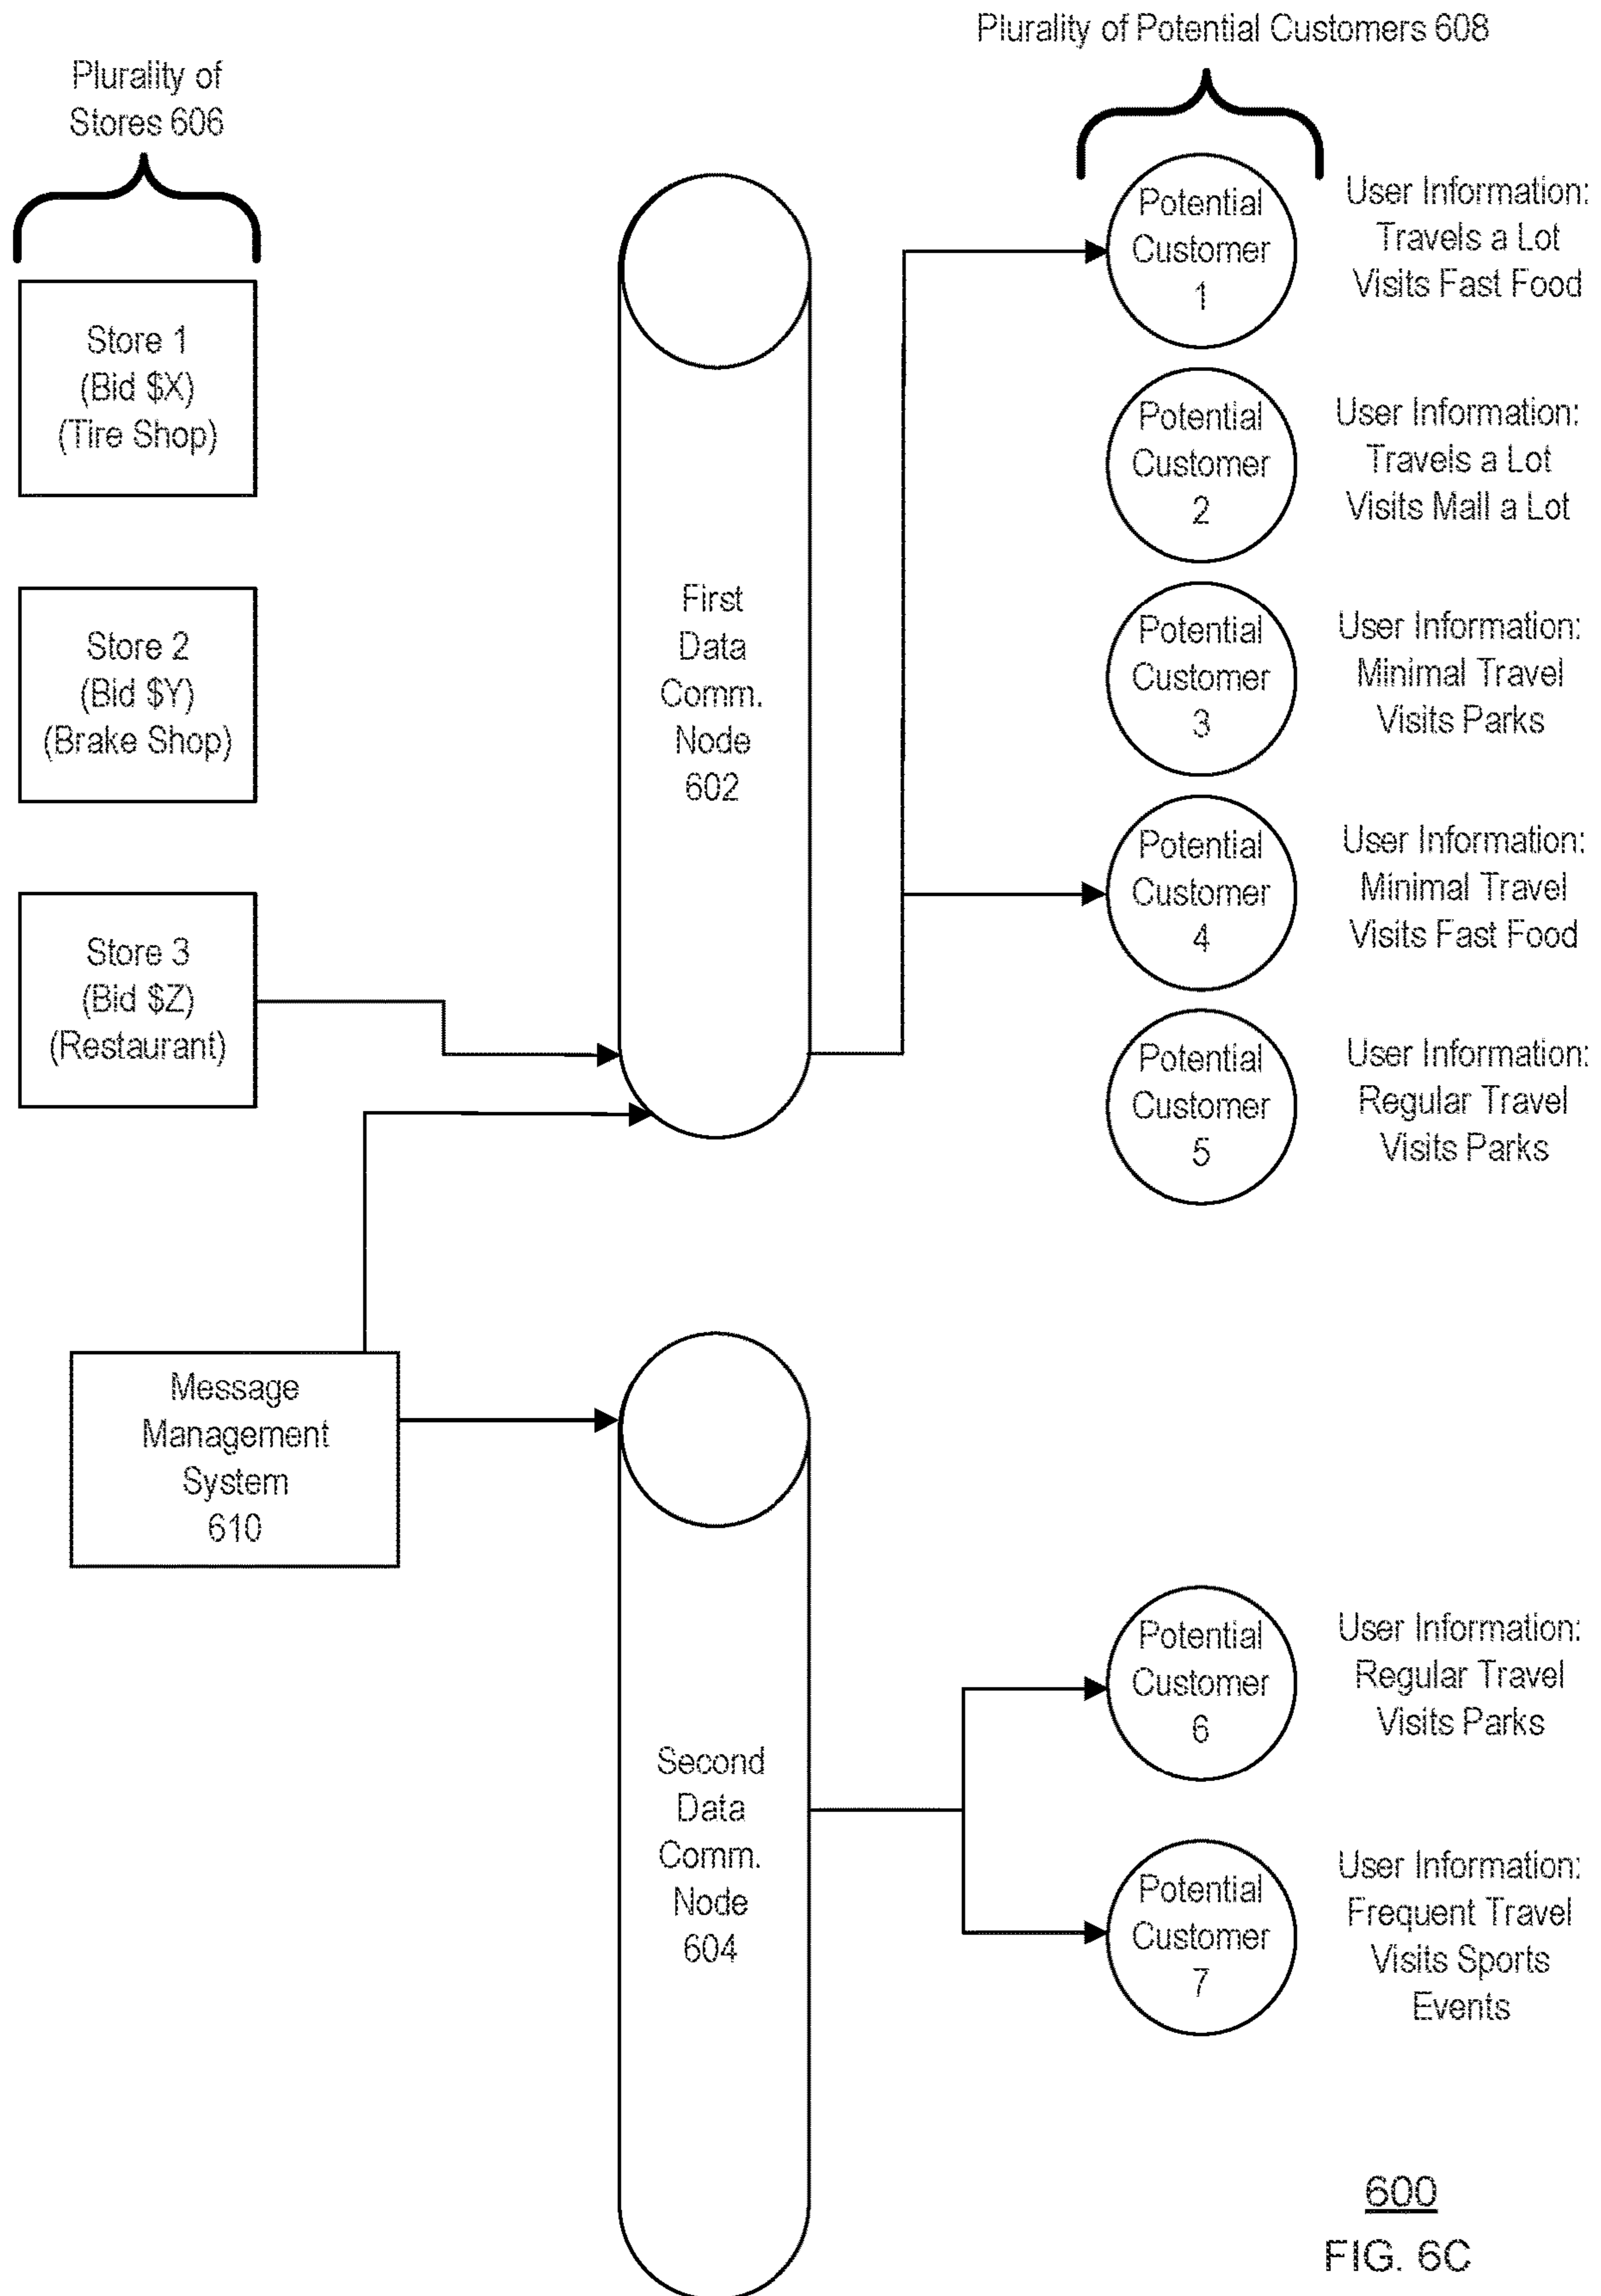 Plurality of Potential Customers 608
Plurality of
Stores 606
Store 1
(Bid $X)
(Tire Shop)
Store 2
(Bid $Y)
(Brake Shop)
Store 3
(Bid $Z)
(Restaurant)
Message
Management
System
610
First
Data
Comm.
Node
602
Second
Data
Comm.
Node
604
Potential
Customer
1
User Information:
Travels a Lot
Visits Fast Food
Potential
Customer
2
User Information:
Travels a Lot
Visits Mall a Lot
Potential
Customer
3
User Information:
Minimal Travel
Visits Parks
Potential
Customer
4
User Information:
Minimal Travel
Visits Fast Food
Potential
Customer
5
User Information:
Regular Travel
Visits Parks
Potential
Customer
6
User Information:
Regular Travel
Visits Parks
Potential
Customer
7
User Information:
Frequent Travel
Visits Sports
Events
600
FIG. 6C